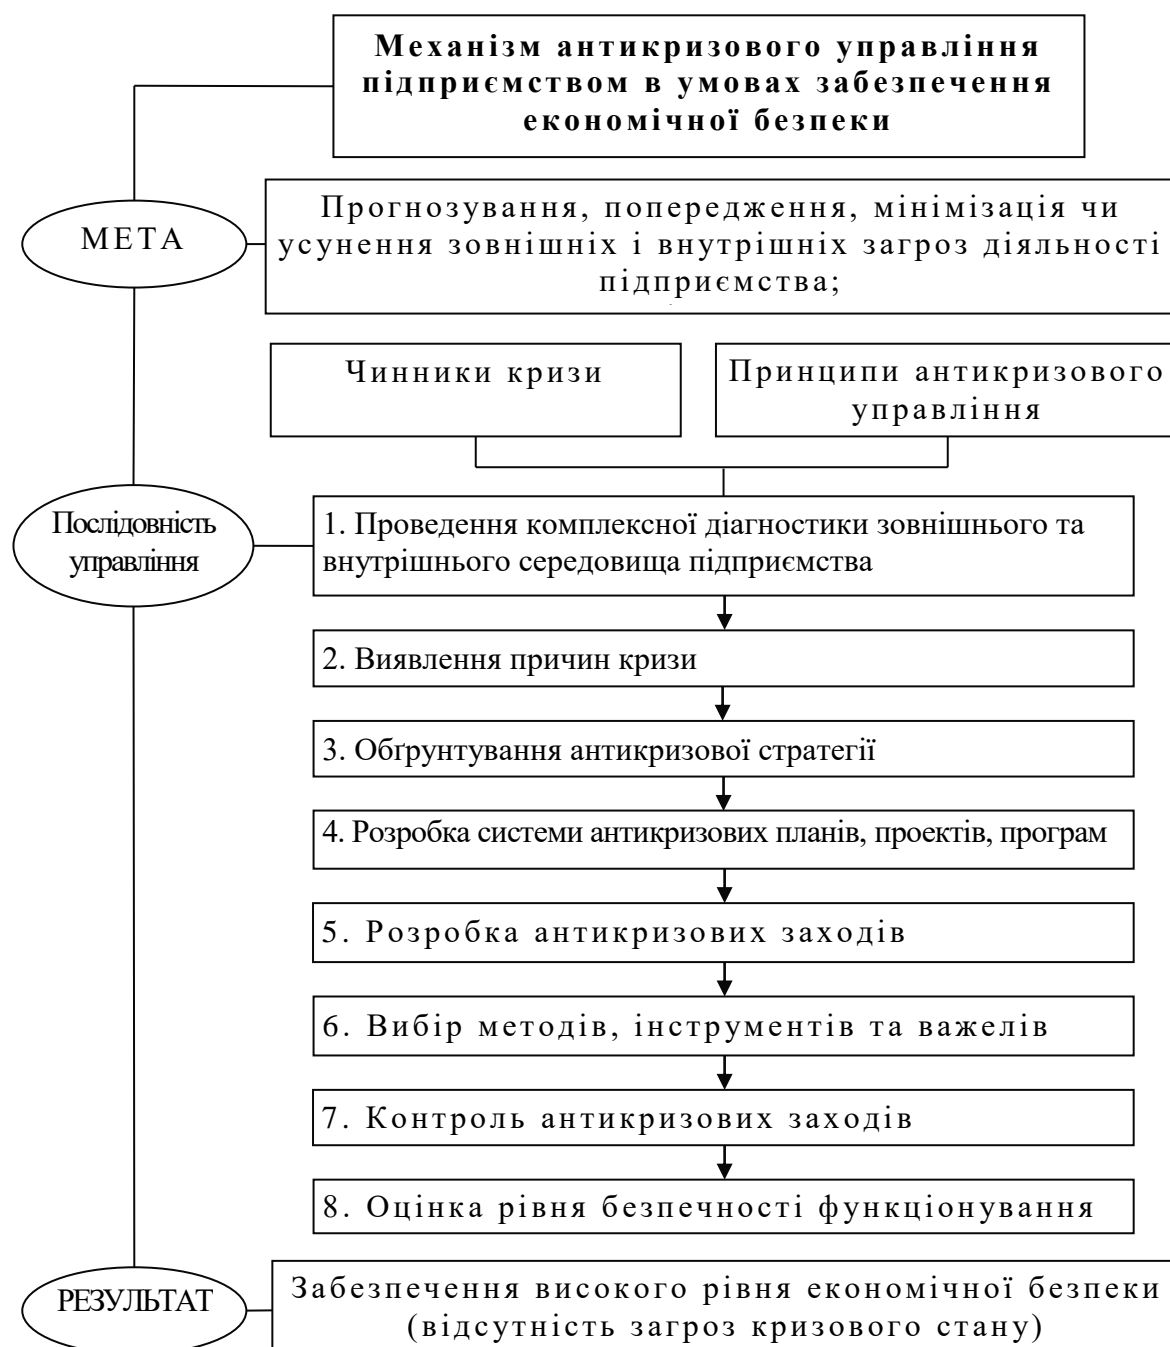 Механізм антикризового управління
підприємством в умовах забезпечення
економічної безпеки
МЕТА
Прогнозування, попередження, мінімізація чи
усунення зовнішніх і внутрішніх загроз діяльності
підприємства;
Чинники кризи
Принципи антикризового
управління
Послідовність
управління
1. Проведення комплексної діагностики зовнішнього та
внутрішнього середовища підприємства
2. Виявлення причин кризи
3. Обґрунтування антикризової стратегії
4. Розробка системи антикризових планів, проектів, програм
5. Розробка антикризових заходів
6. Вибір методів, інструментів та важелів
7. Контроль антикризових заходів
8. Оцінка рівня безпечності функціонування
РЕЗУЛЬТАТ
Забезпечення високого рівня економічної безпеки
(відсутність загроз кризового стану)